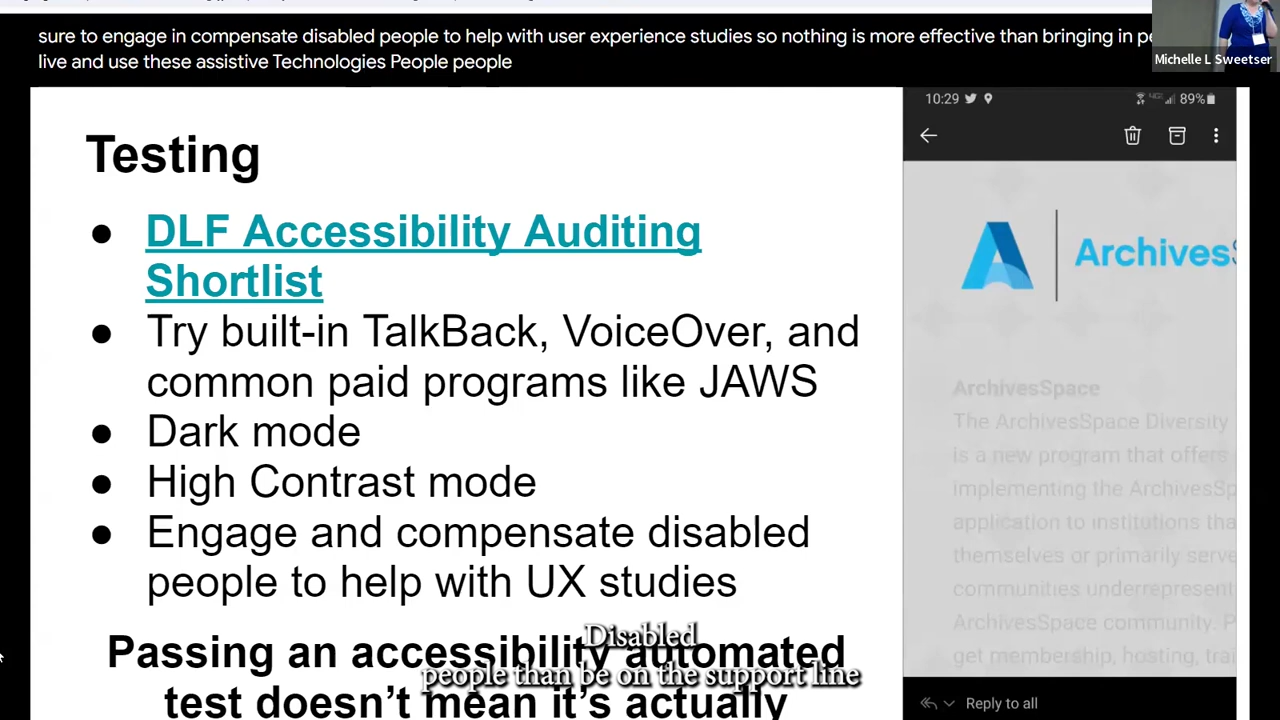 sure to engage in compensate disabled people to help with user experience studies so nothing is more effective than bringing in pe
live and use these assistive Technologies People people
Michelle L Sweetser
Testing
● DLF Accessibility Auditing
Shortlist
● Try built-in TalkBack, VoiceOver, and
common paid programs like JAWS
● Dark mode
● High Contrast mode
● Engage and compensate disabled
people to help with UX studies
Passing an accessibility automated
test doesn't mean it's actually
Disabled
people than be on the support line
10:29
89%
ArchivesS
ArchivesSpace
The ArchivesSpace Diversity
is a new program that offers
implementing the ArchivesSp
application to institutions tha
themselves or primarily serve
communities underrepresent
ArchivesSpace community. P
get membership, hosting, trai
Reply to all